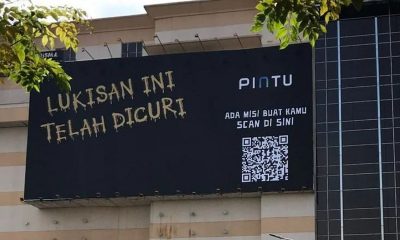 LUKISAN INI
TELAH DICURI
PINTU
ADA MISI BUAT KAMU
SCAN DI SINI